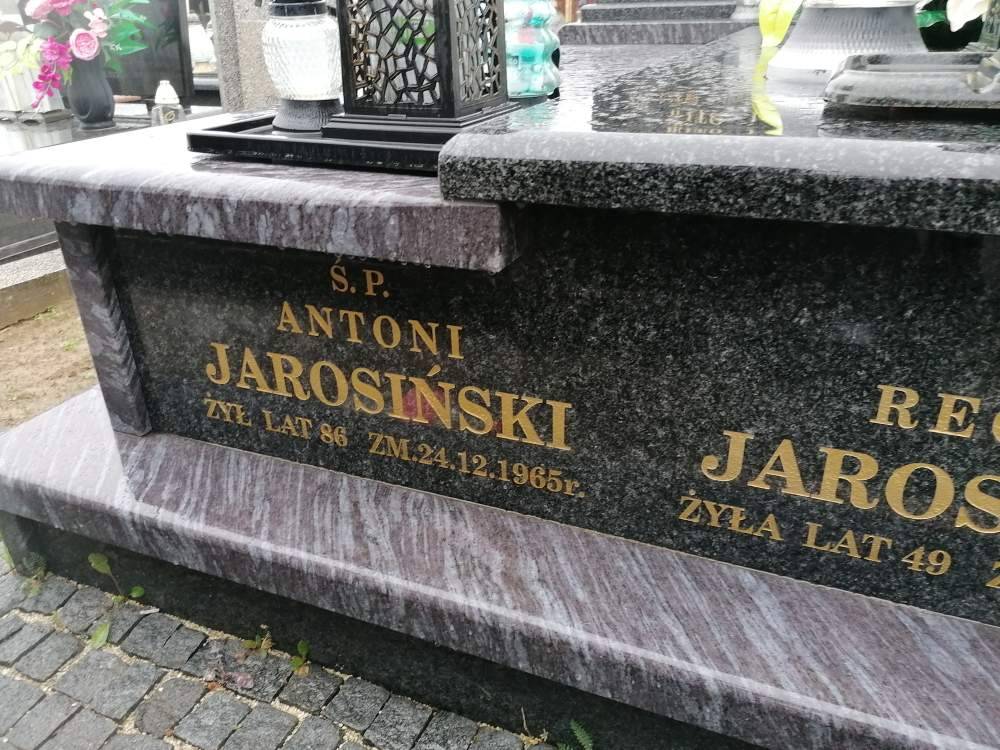 Ś. P.
ANTONI
JAROSIŃSKI
ŻYŁ LAT 86 ZM. 24.12.1965r.
ŻYŁA LAT 49